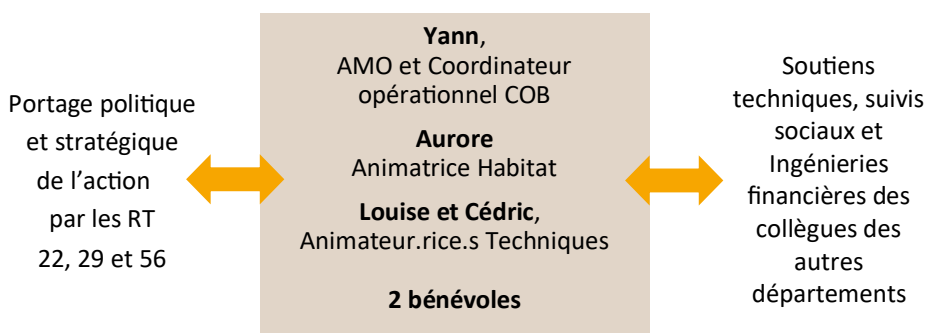 Portage politique
et stratégique
de l'action
par les RT
22, 29 et 56
Yann,
AMO et Coordinateur
opérationnel COB
Aurore
Animatrice Habitat
Louise et Cédric,
Animateur.rice.s Techniques
2 bénévoles
Soutiens
techniques, suivis
sociaux et
Ingénieries
financières des
collègues des
autres
départements